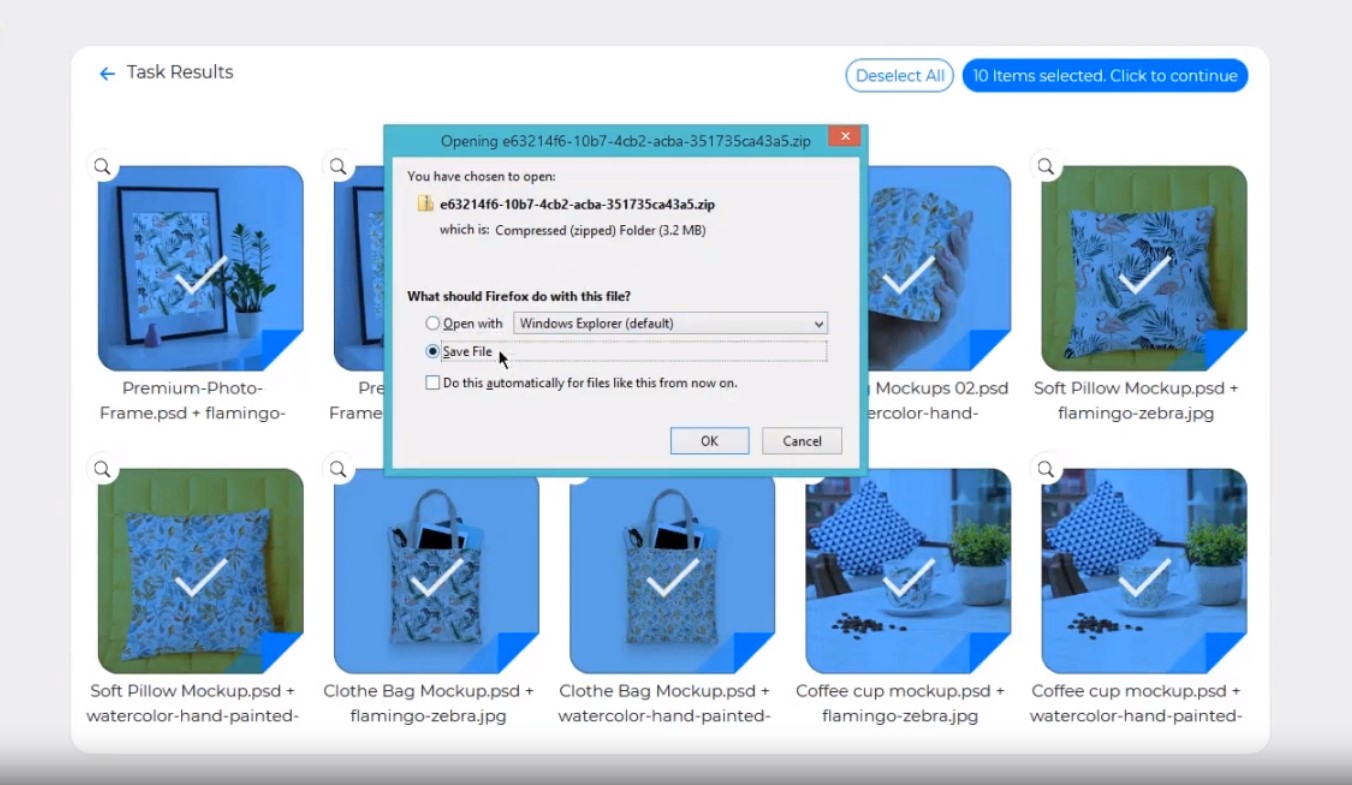 Task Results
Deselect All
10 Items selected. Click to continue
Opening e63214f6-10b7-4cb2-acba-351735ca43a5.zip
You have chosen to open:
e63214f6-10b7-4cb2-acba-351735ca43a5.zip
which is: Compressed (zipped) Folder (3.2 MB)
What should Firefox do with this file?
Open with Windows Explorer (default)
Save File
Do this automatically for files like this from now on.
OK
Cancel
Premium-Photo-
Frame.psd + flamingo-
Pre
Frame
Mockups 02.psd
ercolor-hand-
Soft Pillow Mockup.psd +
flamingo-zebra.jpg
Soft Pillow Mockup.psd +
watercolor-hand-painted-
Clothe Bag Mockup.psd +
flamingo-zebra.jpg
Clothe Bag Mockup.psd +
watercolor-hand-painted-
Coffee cup mockup.psd +
flamingo-zebra.jpg
Coffee cup mockup.psd +
watercolor-hand-painted-